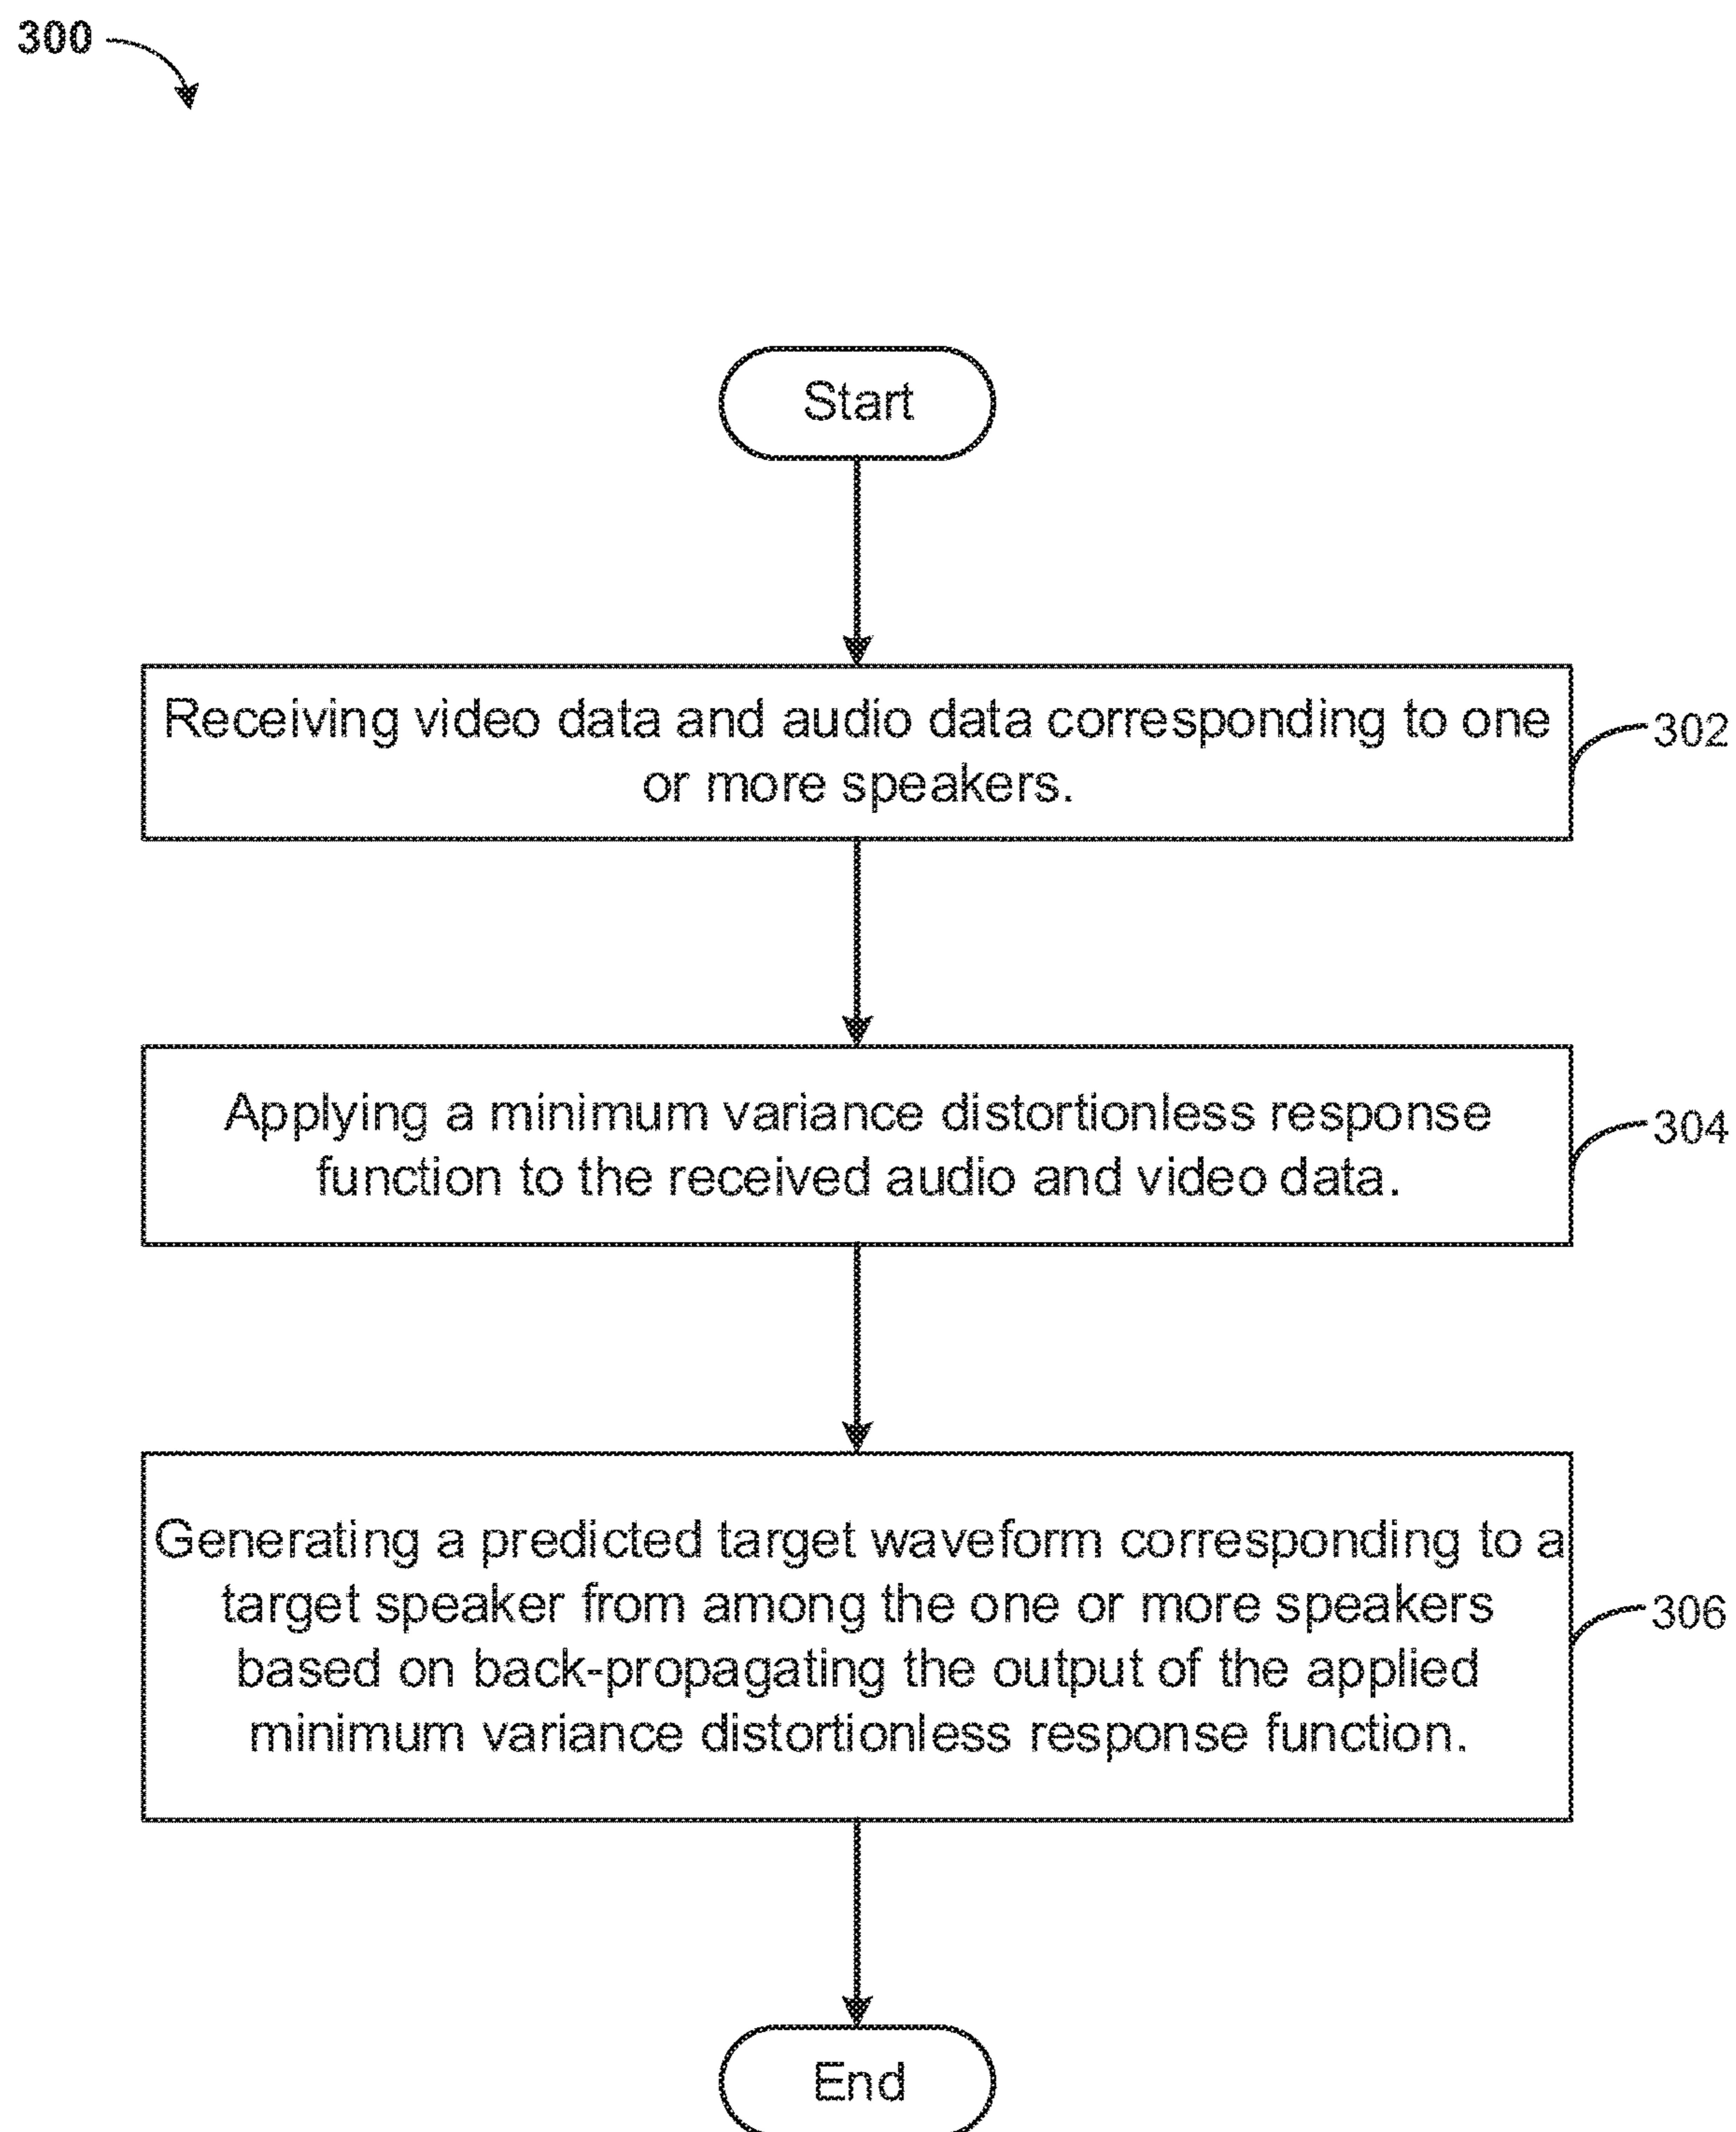 300
Start
Receiving video data and audio data corresponding to one
or more speakers.
302
Applying a minimum variance distortionless response
function to the received audio and video data.
304
Generating a predicted target waveform corresponding to a
target speaker from among the one or more speakers
based on back-propagating the output of the applied
minimum variance distortionless response function.
306
End